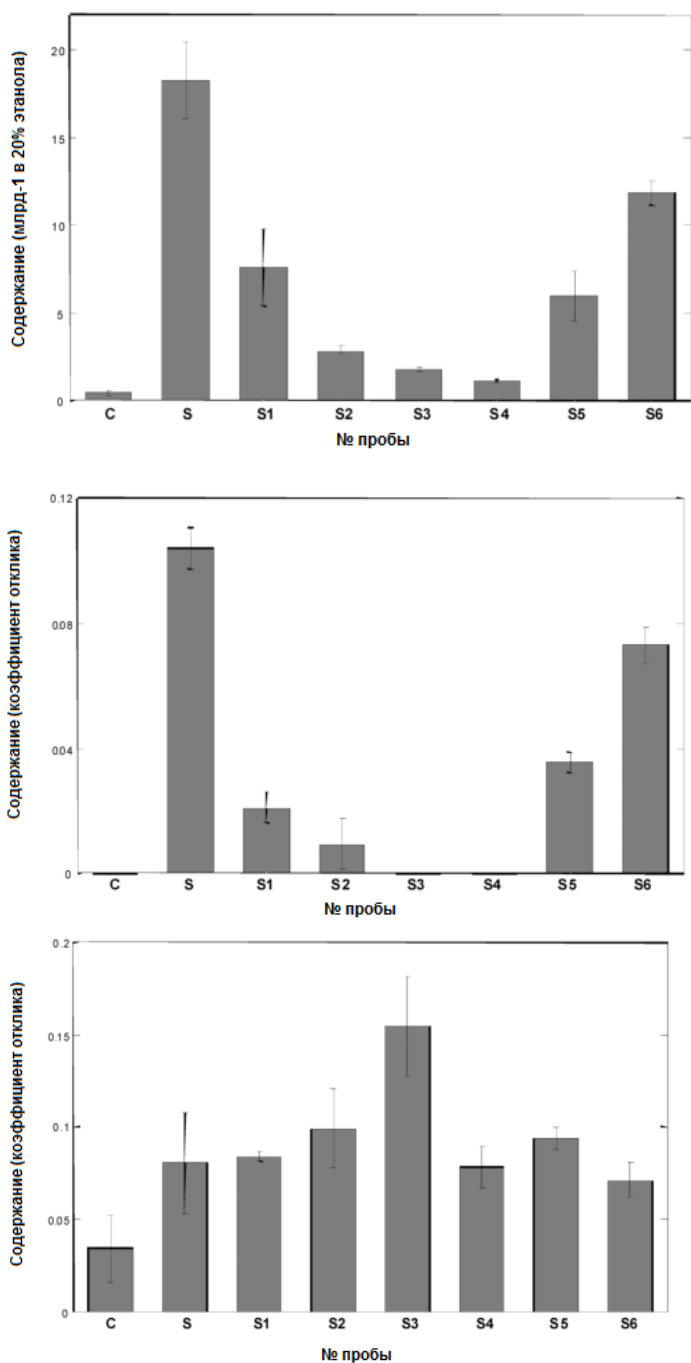 Содержание (млрд-1 в 20% этанола)
20
15
10
5
0
C S S1 S2 S3 S4 S5 S6
№ пробы
Содержание (коэффициент отклика)
0.12
0.08
0.04
0
C S S1 S2 S3 S4 S5 S6
№ пробы
Содержание (коэффициент отклика)
0.2
0.15
0.1
0.05
0
C S S1 S2 S3 S4 S5 S6
№ пробы